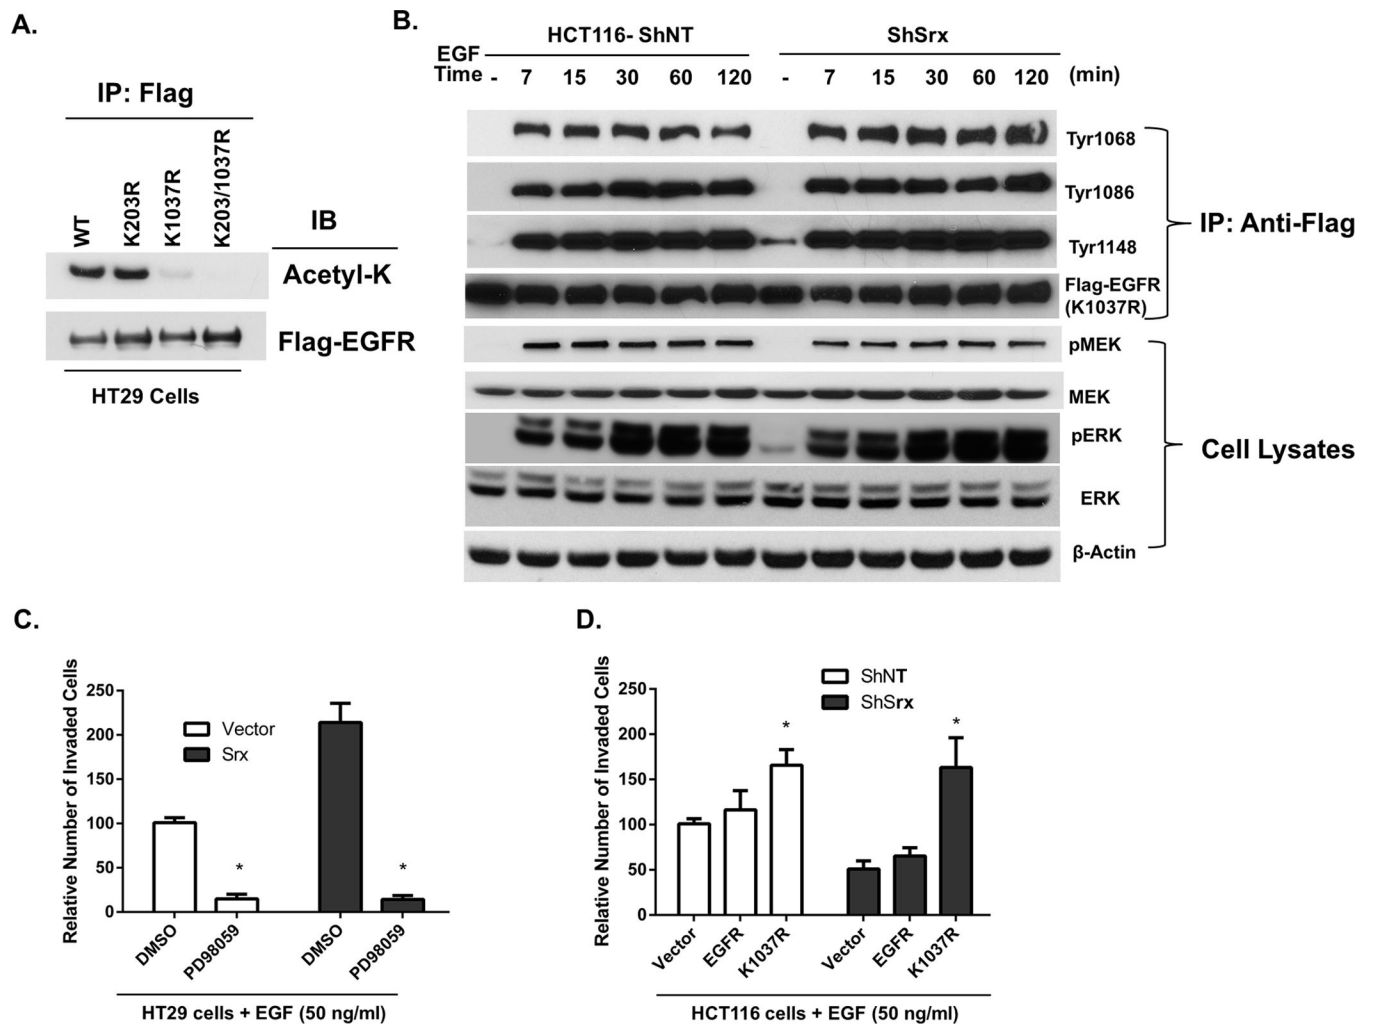 A.
IP: Flag
WT
K203R
K1037R
K203/1037R
IB
Acetyl-K
Flag-EGFR
HT29 Cells
B.
HCT116- ShNT
ShSrx
EGF
Time - 7 15 30 60 120 - 7 15 30 60 120 (min)
Tyr1068
Tyr1086
Tyr1148
Flag-EGFR
(K1037R)
IP: Anti-Flag
pMEK
MEK
pERK
ERK
β-Actin
Cell Lysates
C.
Relative Number of Invaded Cells
250
200
150
100
50
0
Vector
Srx
*
*
DMSO
PD98059
DMSO
PD98059
HT29 cells + EGF (50 ng/ml)
D.
Relative Number of Invaded Cells
250
200
150
100
50
0
ShNT
ShSrx
*
*
Vector
EGFR
K1037R
Vector
EGFR
K1037R
HCT116 cells + EGF (50 ng/ml)